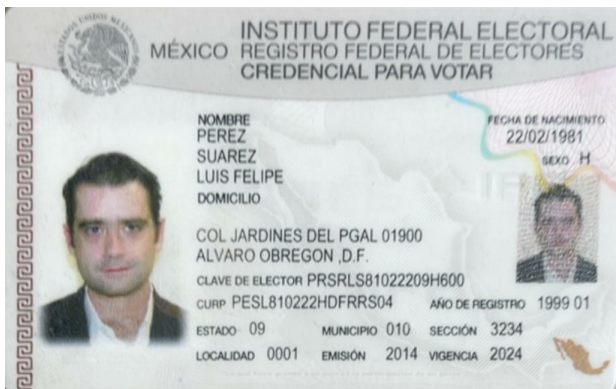 INSTITUTO FEDERAL ELECTORAL
MÉXICO REGISTRO FEDERAL DE ELECTORES
CREDENCIAL PARA VOTAR
NOMBRE
PEREZ
SUAREZ
LUIS FELIPE
FECHA DE NACIMIENTO
22/02/1981
SEXO H
DOMICILIO
COL JARDINES DEL PGAL 01900
ALVARO OBREGON ,D.F.
CLAVE DE ELECTOR PRSRLS81022209H600
CURP PESL810222HDFRRS04 AÑO DE REGISTRO 1999 01
ESTADO 09 MUNICIPIO 010 SECCIÓN 3234
LOCALIDAD 0001 EMISIÓN 2014 VIGENCIA 2024